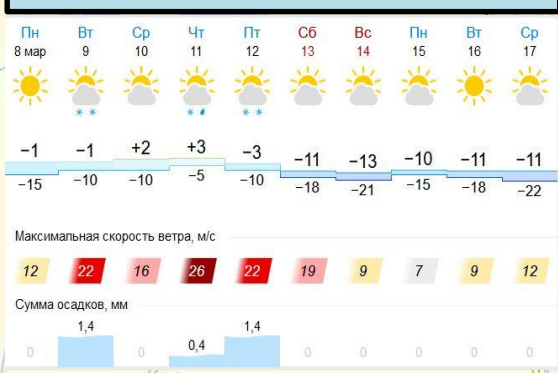 Пн Вт Ср Чт Пт Сб Вс Пн Вт Ср
8 мар 9 10 11 12 13 14 15 16 17
−1 −1 +2 +3 −3 −11 −13 −10 −11 −11
−15 −10 −10 −5 −10 −18 −21 −15 −18 −22
Максимальная скорость ветра, м/с
12 22 16 26 22 19 9 7 9 12
Сумма осадков, мм
0 1,4 0 0,4 1,4 0 0 0 0 0